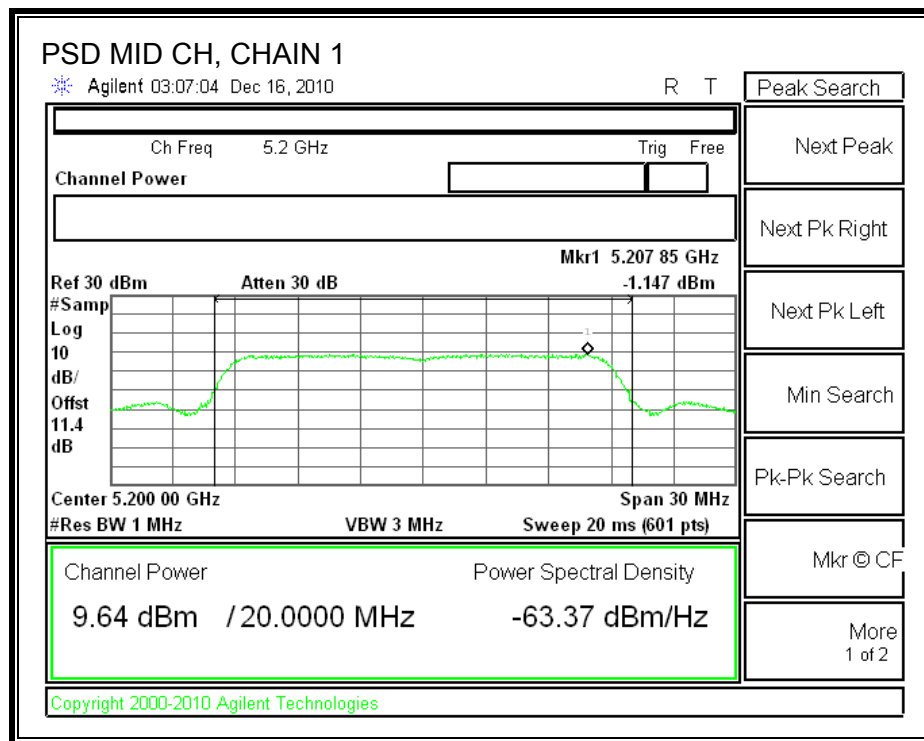 PSD MID CH, CHAIN 1
Agilent 03:07:04 Dec 16, 2010 R T
Peak Search
Ch Freq 5.2 GHz Trig Free
Channel Power
Next Peak
Next Pk Right
Mkr1 5.207 85 GHz
Ref 30 dBm Atten 30 dB -1.147 dBm
#Samp
Log
10
dB/
Offst
11.4
dB
1
Next Pk Left
Min Search
Pk-Pk Search
Center 5.200 00 GHz Span 30 MHz
#Res BW 1 MHz VBW 3 MHz Sweep 20 ms (601 pts)
Channel Power Power Spectral Density
9.64 dBm / 20.0000 MHz -63.37 dBm/Hz
Mkr © CF
More
1 of 2
Copyright 2000-2010 Agilent Technologies